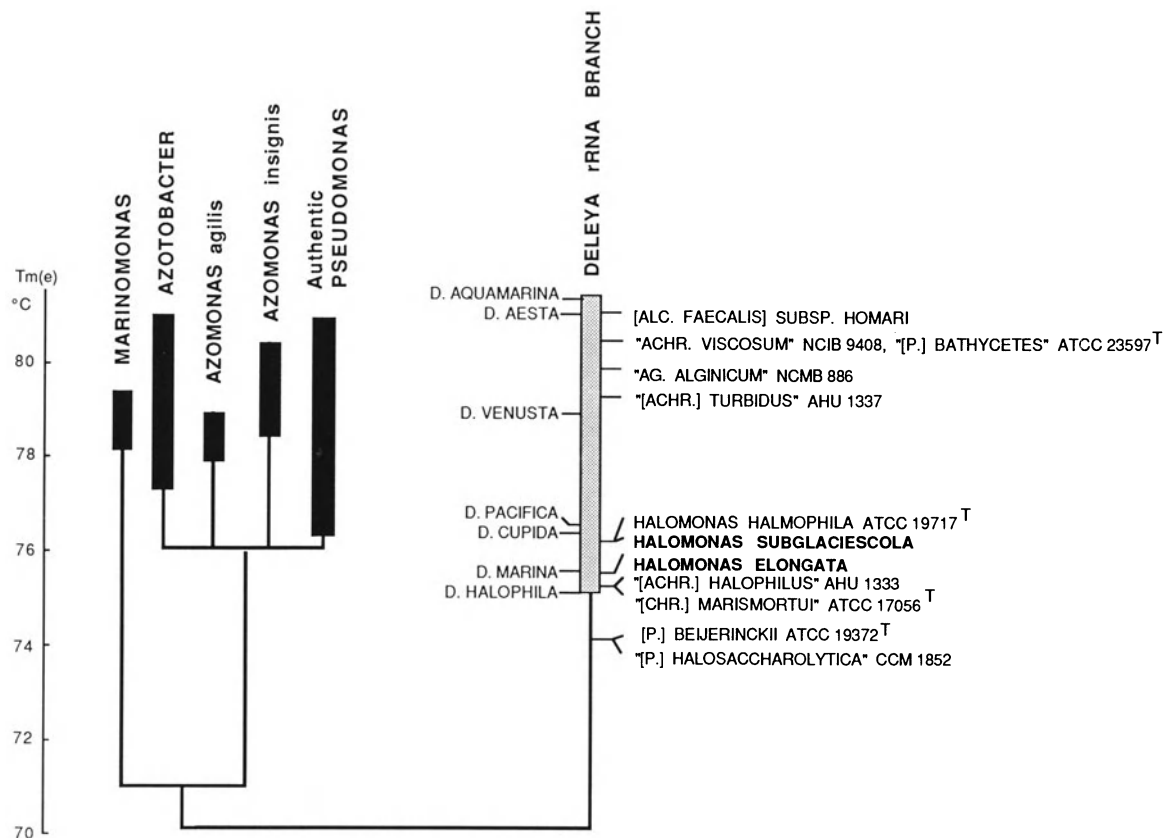 DELEYA rRNA BRANCH
MARINOMONAS
AZOTOBACTER
AZOMONAS agilis
AZOMONAS insignis
Authentic
PSEUDOMONAS
Tm(e)
°C
80
78
76
74
72
70
D. AQUAMARINA
D. AESTA
D. VENUSTA
D. PACIFICA
D. CUPIDA
D. MARINA
D. HALOPHILA
[ALC. FAECALIS] SUBSP. HOMARI
"ACHR. VISCOSUM" NCIB 9408, "[P.] BATHYCETES" ATCC 23597T
"AG. ALGINICUM" NCMB 886
"[ACHR.] TURBIDUS" AHU 1337
HALOMONAS HALMOPHILA ATCC 19717T
HALOMONAS SUBGLACIESCOLA
HALOMONAS ELONGATA
"[ACHR.] HALOPHILUS" AHU 1333
"[CHR.] MARISMORTUI" ATCC 17056T
[P.] BEIJERINCKII ATCC 19372T
"[P.] HALOSACCHAROLYTICA" CCM 1852